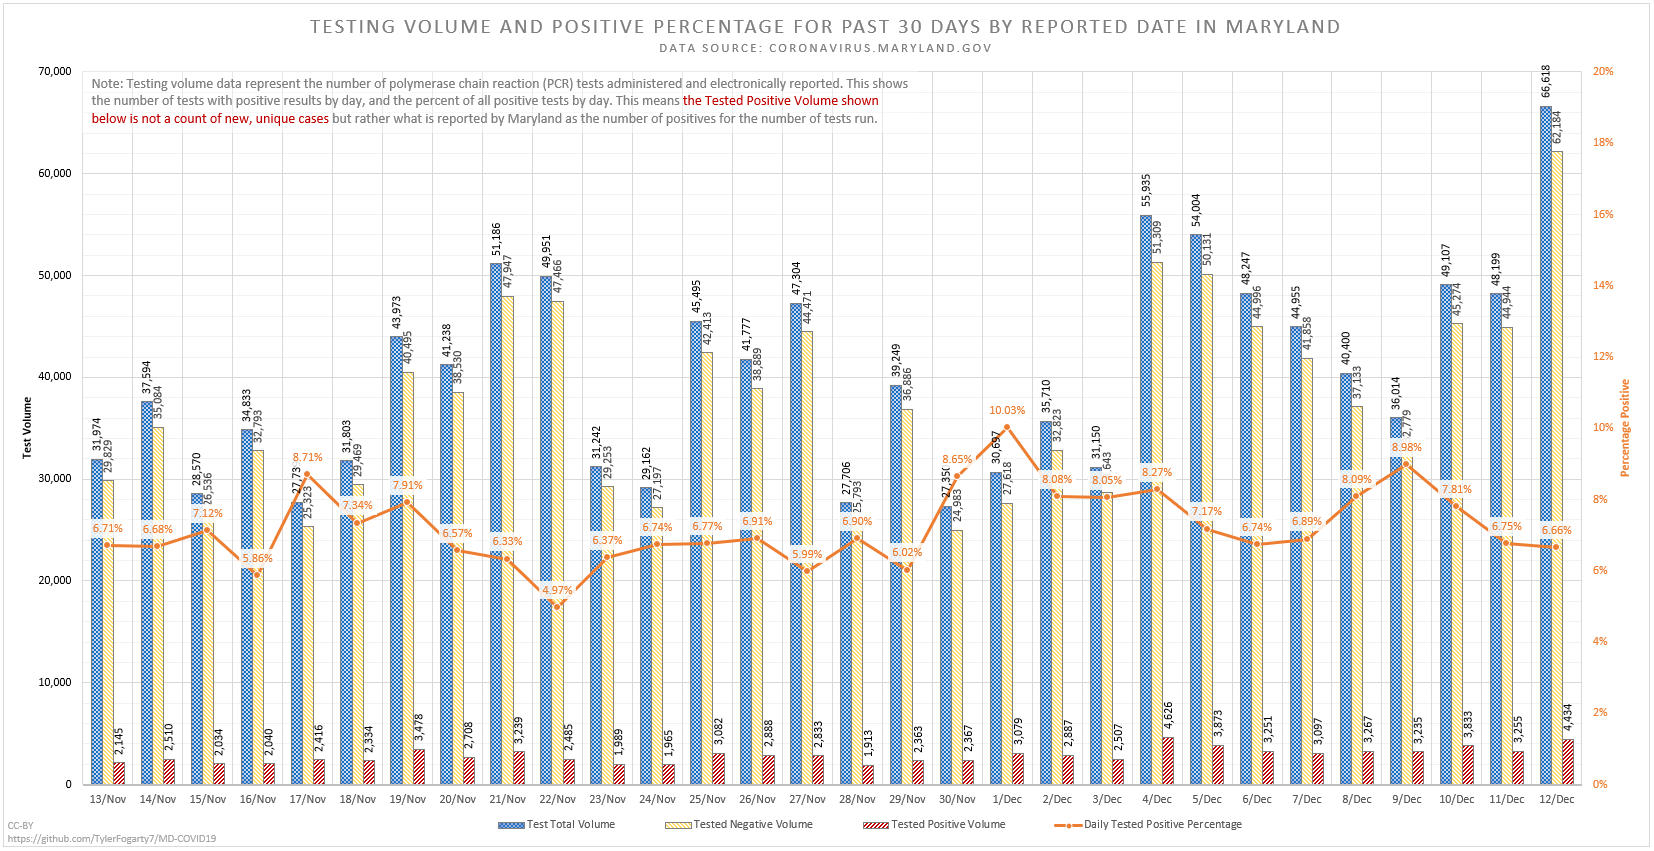 TESTING VOLUME AND POSITIVE PERCENTAGE FOR PAST 30 DAYS BY REPORTED DATE IN MARYLAND
DATA SOURCE: CORONAVIRUS.MARYLAND.GOV
Note: Testing volume data represent the number of polymerase chain reaction (PCR) tests administered and electronically reported. This shows
the number of tests with positive results by day, and the percent of all positive tests by day. This means the Tested Positive Volume shown
below is not a count of new, unique cases but rather what is reported by Maryland as the number of positives for the number of tests run.
Test Volume
70,000
60,000
50,000
40,000
30,000
20,000
10,000
0
31,974 29,829 6.71% 2,145
37,594 35,084 6.68% 2,510
28,570 26,536 7.12% 2,034
34,833 32,793 5.86% 2,040
25,323 8.71% 2,416
31,803 29,469 7.34% 2,334
43,973 40,495 7.91% 3,478
41,238 38,530 6.57% 2,708
51,186 47,947 6.33% 3,239
49,951 47,466 4.97% 2,485
31,242 29,253 6.37% 1,989
29,162 27,197 6.74% 1,965
45,495 42,413 6.77% 3,082
41,777 38,889 6.91% 2,888
47,304 44,471 5.99% 2,833
27,706 25,793 6.90% 1,913
39,249 36,886 6.02% 2,363
27,350 24,983 8.65% 2,367
30,697 27,618 10.03% 3,079
35,710 32,823 8.08% 2,887
31,150 8.05% 2,507
55,935 51,309 8.27% 4,626
54,004 50,131 7.17% 3,873
48,247 44,996 6.74% 3,251
44,955 41,858 6.89% 3,097
40,400 37,133 8.09% 3,267
36,014 8.98% 3,235
49,107 45,274 7.81% 3,833
48,199 44,944 6.75% 3,255
66,618 62,184 6.66% 4,434
20%
18%
16%
14%
12%
10%
8%
6%
4%
2%
0%
Percentage Positive
13/Nov 14/Nov 15/Nov 16/Nov 17/Nov 18/Nov 19/Nov 20/Nov 21/Nov 22/Nov 23/Nov 24/Nov 25/Nov 26/Nov 27/Nov 28/Nov 29/Nov 30/Nov 1/Dec 2/Dec 3/Dec 4/Dec 5/Dec 6/Dec 7/Dec 8/Dec 9/Dec 10/Dec 11/Dec 12/Dec
Test Total Volume Tested Negative Volume Tested Positive Volume Daily Tested Positive Percentage
CC-BY
https://github.com/TylerFogarty7/MD-COVID19